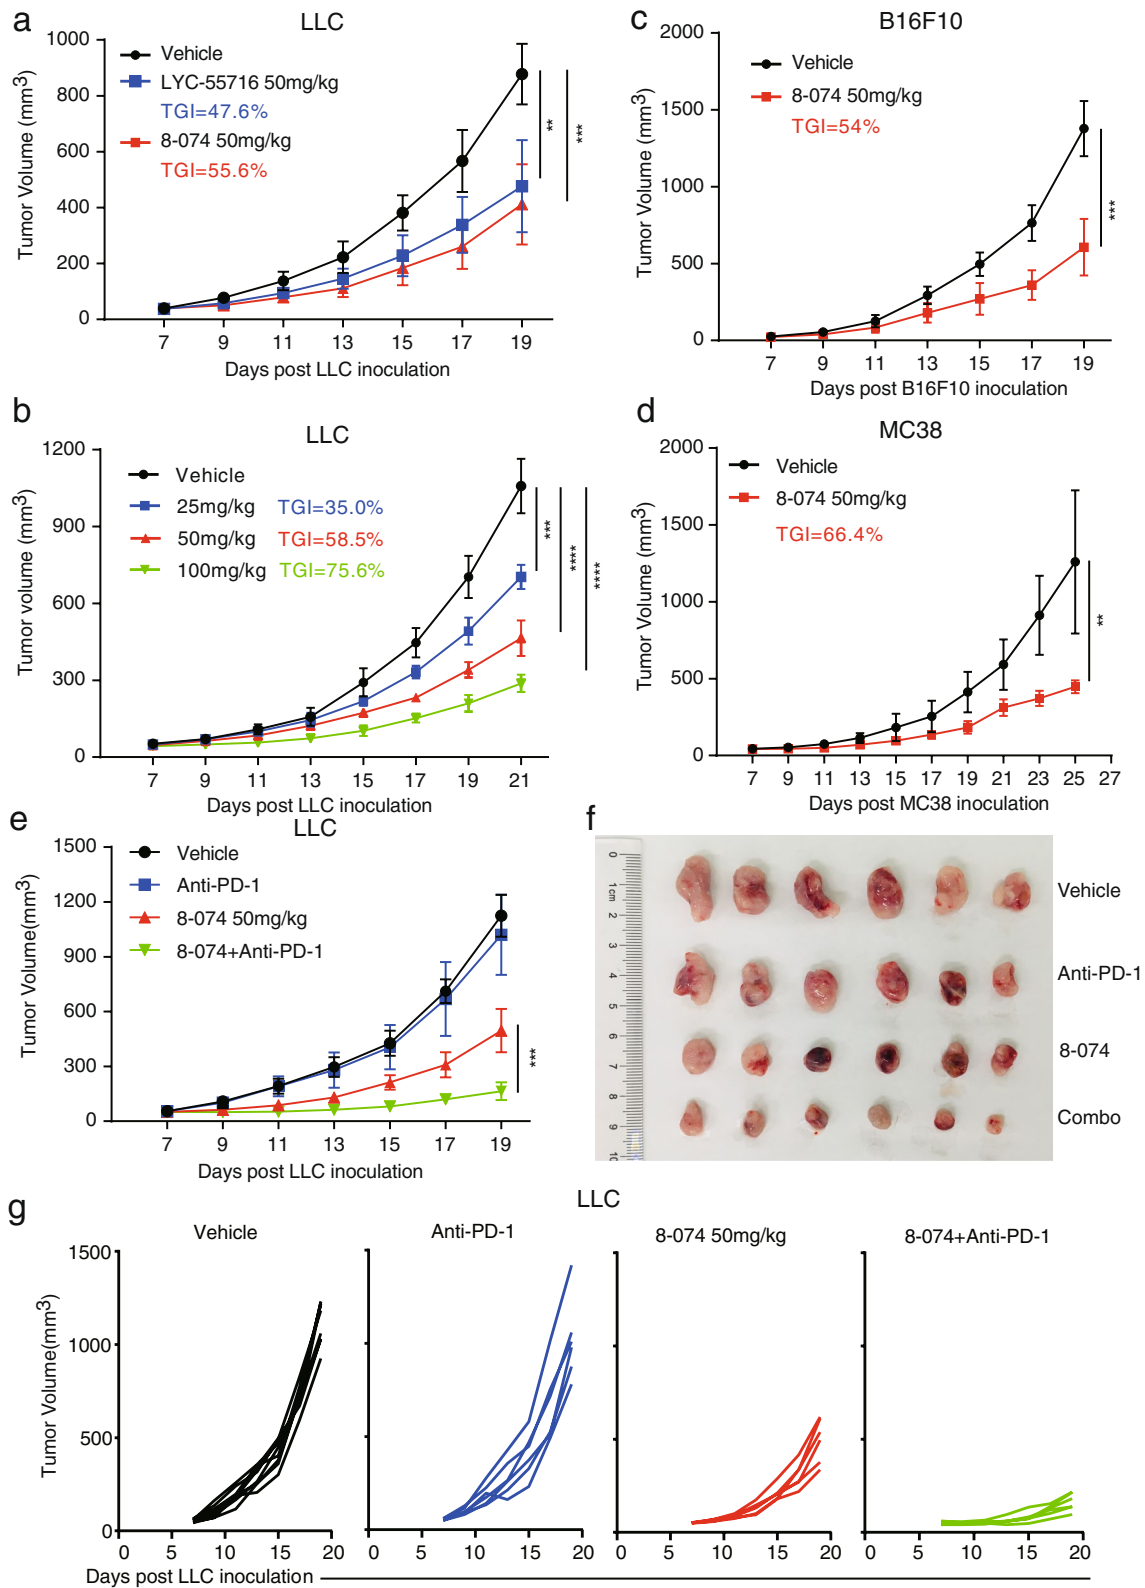 a
LLC
Tumor Volume (mm3)
1000
800
600
400
200
0
Vehicle
LYC-55716 50mg/kg
TGI=47.6%
8-074 50mg/kg
TGI=55.6%
**
***
7 9 11 13 15 17 19
Days post LLC inoculation
c
B16F10
Tumor Volume (mm3)
2000
1500
1000
500
0
Vehicle
8-074 50mg/kg
TGI=54%
***
7 9 11 13 15 17 19
Days post B16F10 inoculation
b
LLC
Tumor volume (mm3)
1200
900
600
300
0
Vehicle
25mg/kg TGI=35.0%
50mg/kg TGI=58.5%
100mg/kg TGI=75.6%
***
****
****
7 9 11 13 15 17 19 21
Days post LLC inoculation
d
MC38
Tumor Volume (mm3)
2000
1500
1000
500
0
Vehicle
8-074 50mg/kg
TGI=66.4%
**
7 9 11 13 15 17 19 21 23 25 27
Days post MC38 inoculation
e
LLC
Tumor Volume(mm3)
1500
1200
900
600
300
0
Vehicle
Anti-PD-1
8-074 50mg/kg
8-074+Anti-PD-1
***
7 9 11 13 15 17 19
Days post LLC inoculation
f
0
1cm
2
3
4
5
6
7
8
9
10
Vehicle
Anti-PD-1
8-074
Combo
g
LLC
Vehicle
Anti-PD-1
8-074 50mg/kg
8-074+Anti-PD-1
Tumor Volume(mm3)
1500
1000
500
0
0 5 10 15 20
0 5 10 15 20
0 5 10 15 20
0 5 10 15 20
Days post LLC inoculation